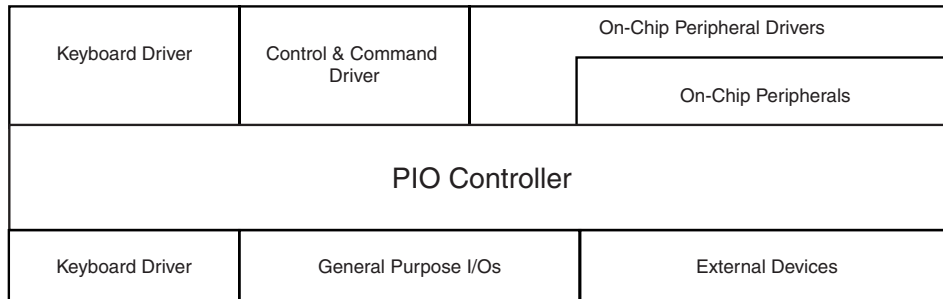 Keyboard Driver
Control & Command
Driver
On-Chip Peripheral Drivers
On-Chip Peripherals
PIO Controller
Keyboard Driver
General Purpose I/Os
External Devices